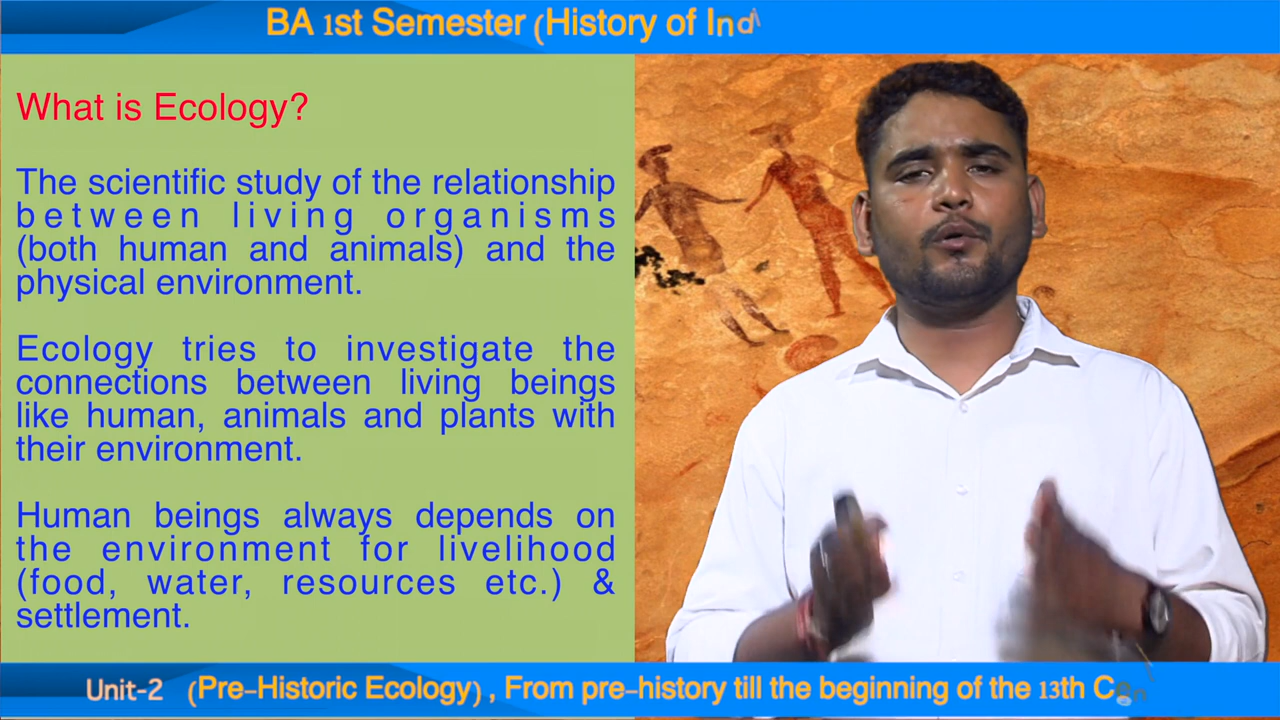 BA 1st Semester (History of Ind
What is Ecology?
The scientific study of the relationship
between living organisms
(both human and animals) and the
physical environment.
Ecology tries to investigate the
connections between living beings
like human, animals and plants with
their environment.
Human beings always depends on
the environment for livelihood
(food, water, resources etc.) &
settlement.
Unit-2 (Pre-Historic Ecology) , From pre-history till the beginning of the 13th Cen